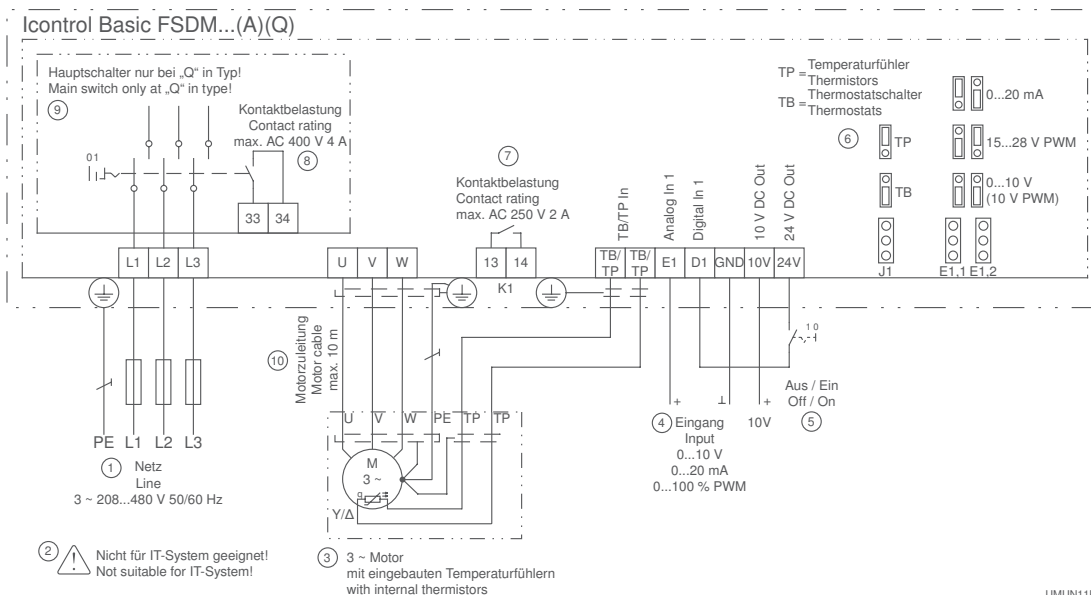 Icontrol Basic FSDM...(A)(Q)
Hauptschalter nur bei „Q“ in Typ!
Main switch only at „Q“ in type!
9
Kontaktbelastung
Contact rating
max. AC 400 V 4 A
8
0 1
33 34
7
Kontaktbelastung
Contact rating
max. AC 250 V 2 A
TB/TP In
Analog In 1
Digital In 1
10 V DC Out
24 V DC Out
TP = Temperaturfühler
Thermistors
TB = Thermostatschalter
Thermostats
6
TP
TB
J1
0...20 mA
15...28 V PWM
0...10 V
(10 V PWM)
E1,1 E1,2
L1 L2 L3
U V W
13 14
K1
TB/TP TB/TP E1 D1 GND 10V 24V
10
Motorzuleitung
Motor cable
max. 10 m
1 0
Aus / Ein
Off / On
5
+ ⊥ +
10V
4 Eingang
Input
0...10 V
0...20 mA
0...100 % PWM
PE L1 L2 L3
1 Netz
Line
3 ~ 208...480 V 50/60 Hz
U V W PE TP TP
M
3 ~
Y/Δ
2 Nicht für IT-System geeignet!
Not suitable for IT-System!
3 3 ~ Motor
mit eingebauten Temperaturfühlern
with internal thermistors